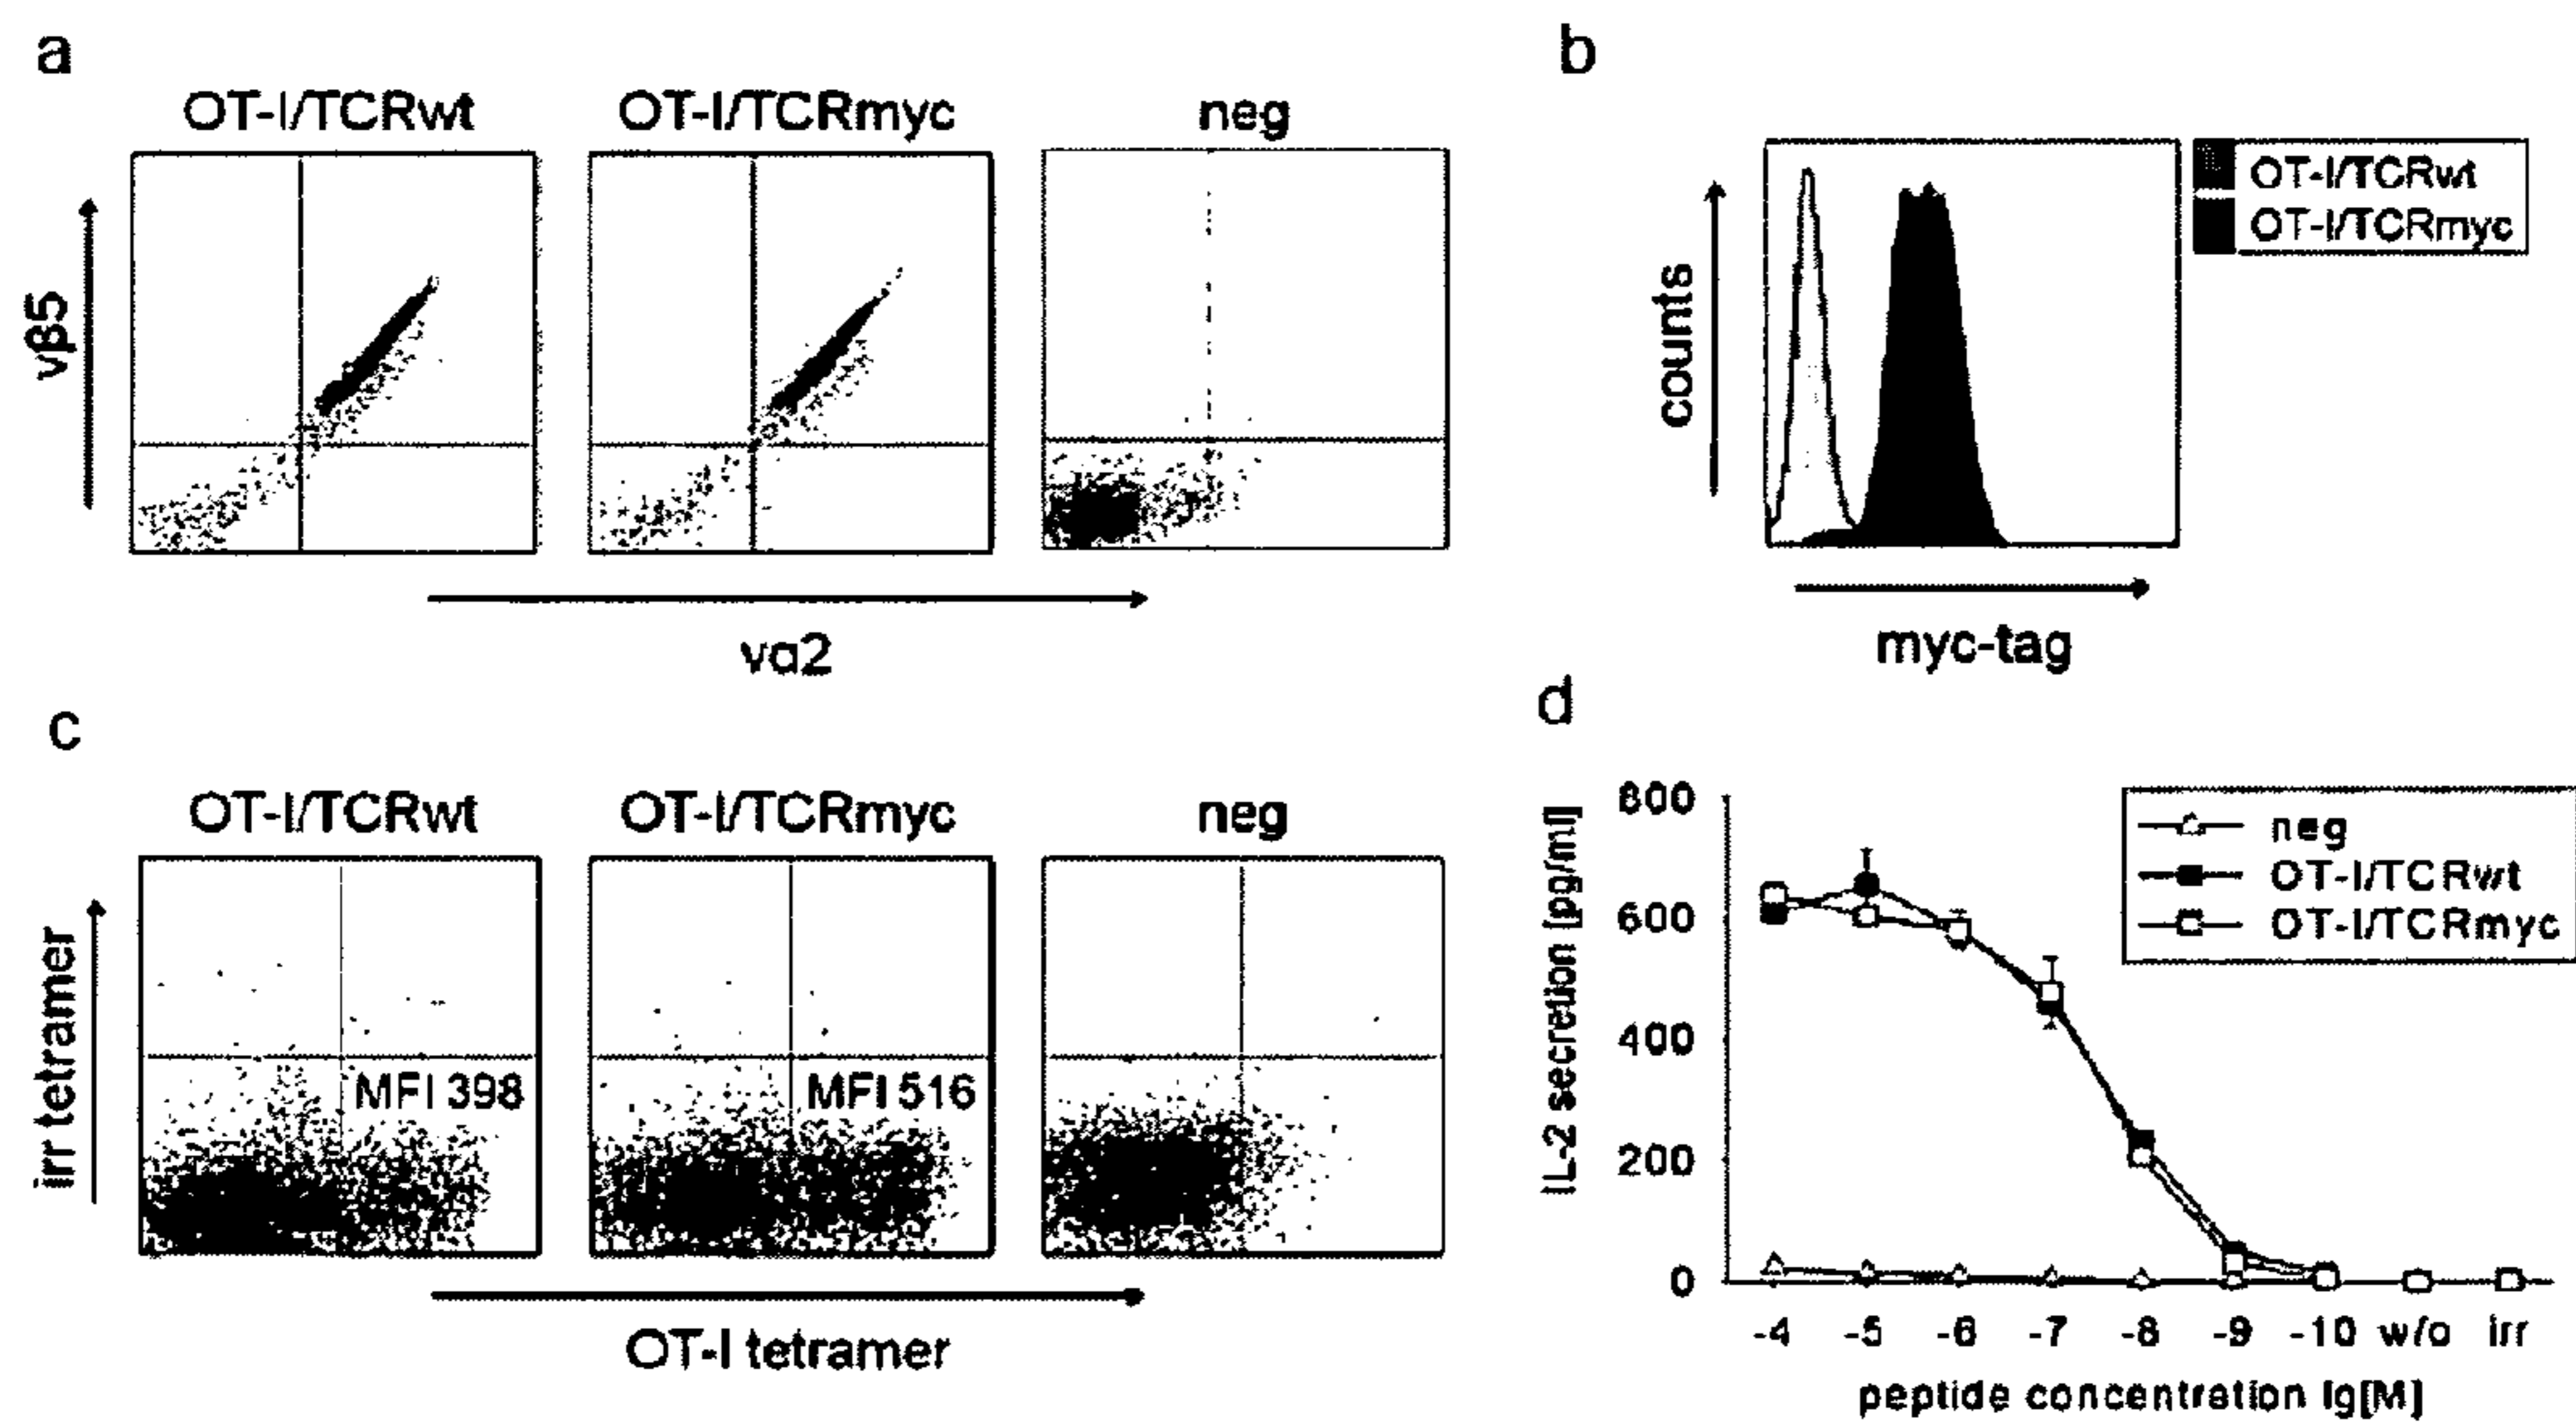 a
OT-I/TCRwt
OT-I/TCRmyc
neg
vβ5
vα2
b
OT-I/TCRwt
OT-I/TCRmyc
counts
myc-tag
c
OT-I/TCRwt
OT-I/TCRmyc
neg
irr tetramer
MFI 398
MFI 516
OT-I tetramer
d
neg
OT-I/TCRwt
OT-I/TCRmyc
IL-2 secretion [pg/ml]
800
600
400
200
0
-4 -5 -6 -7 -8 -9 -10 w/o irr
peptide concentration lg[M]